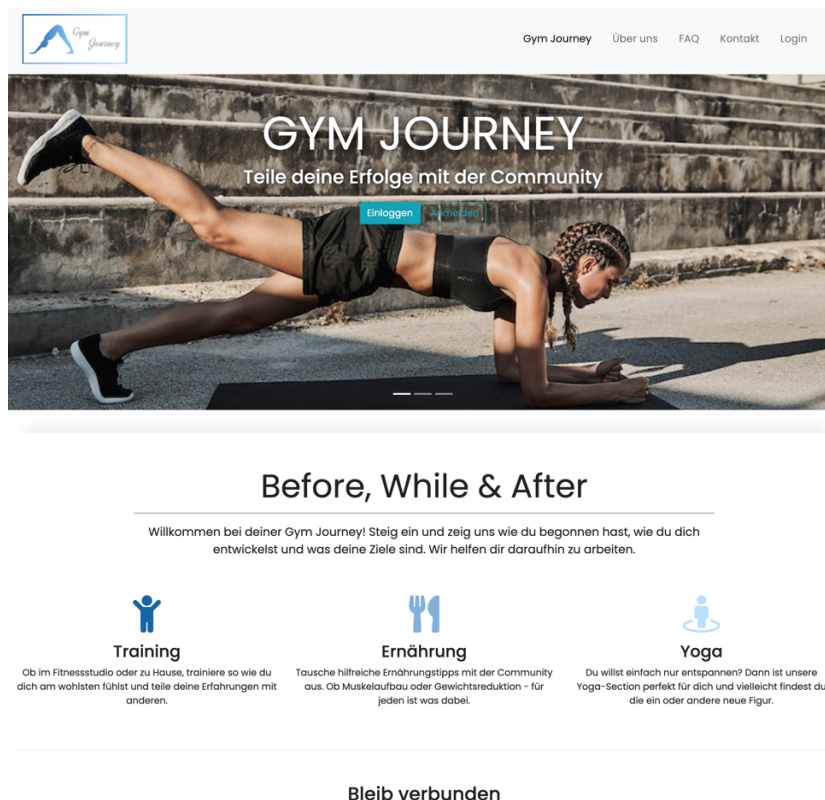 Gym
Journey
Gym Journey Über uns FAQ Kontakt Login
GYM JOURNEY
Teile deine Erfolge mit der Community
Einloggen Anmelden
Before, While & After
Willkommen bei deiner Gym Journey! Steig ein und zeig uns wie du begonnen hast, wie du dich
entwickelst und was deine Ziele sind. Wir helfen dir daraufhin zu arbeiten.
Training
Ob im Fitnessstudio oder zu Hause, trainiere so wie du
dich am wohlsten fühlst und teile deine Erfahrungen mit
anderen.
Ernährung
Tausche hilfreiche Ernährungstipps mit der Community
aus. Ob Muskelaufbau oder Gewichtsreduktion - für
jeden ist was dabei.
Yoga
Du willst einfach nur entspannen? Dann ist unsere
Yoga-Section perfekt für dich und vielleicht findest du
die ein oder andere neue Figur.
Bleib verbunden